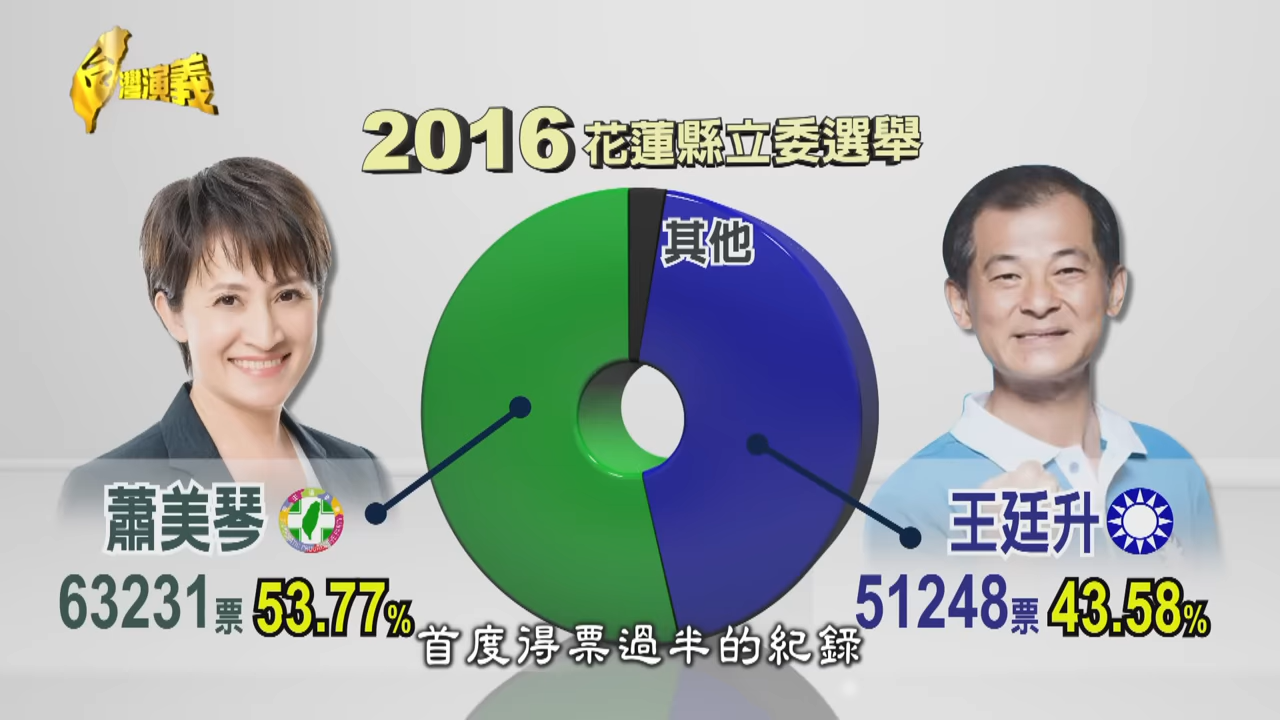 台灣演義
2016花蓮縣立委選舉
其他
蕭美琴
63231票 53.77%
王廷升
51248票 43.58%
首度得票過半的紀錄